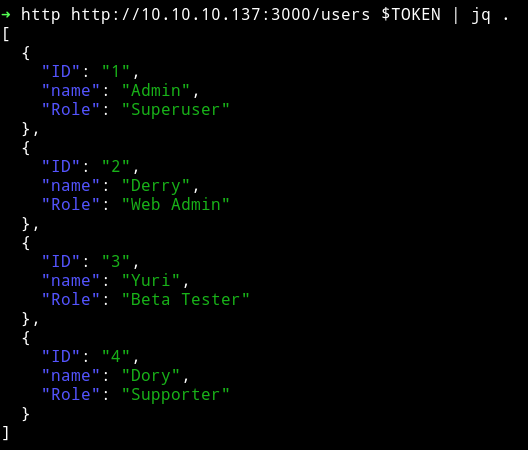 ➜ http http://10.10.10.137:3000/users $TOKEN | jq .
[
  {
    "ID": "1",
    "name": "Admin",
    "Role": "Superuser"
  },
  {
    "ID": "2",
    "name": "Derry",
    "Role": "Web Admin"
  },
  {
    "ID": "3",
    "name": "Yuri",
    "Role": "Beta Tester"
  },
  {
    "ID": "4",
    "name": "Dory",
    "Role": "Supporter"
  }
]